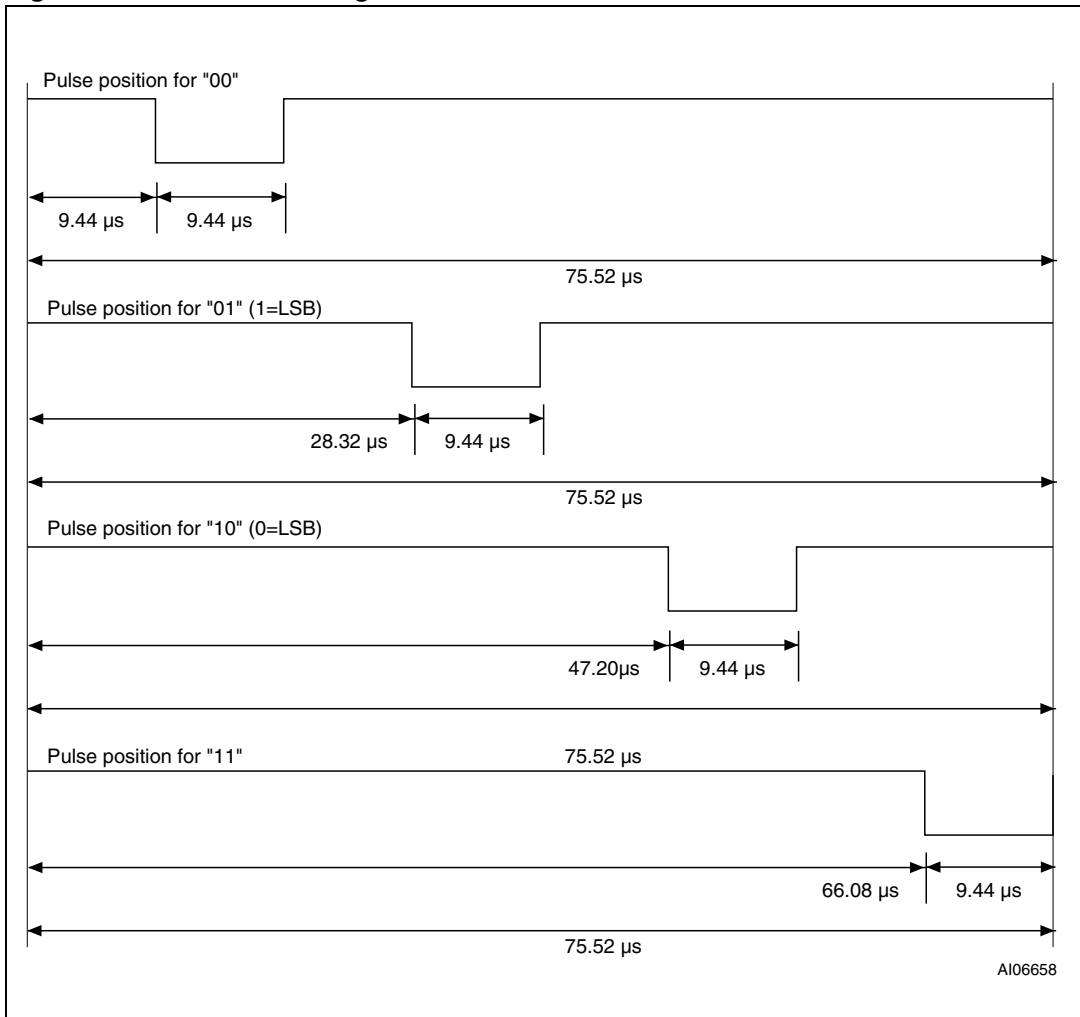 Pulse position for "00"
9.44 µs 9.44 µs
75.52 µs
Pulse position for "01" (1=LSB)
28.32 µs 9.44 µs
75.52 µs
Pulse position for "10" (0=LSB)
47.20µs 9.44 µs
Pulse position for "11" 75.52 µs
66.08 µs 9.44 µs
75.52 µs
AI06658